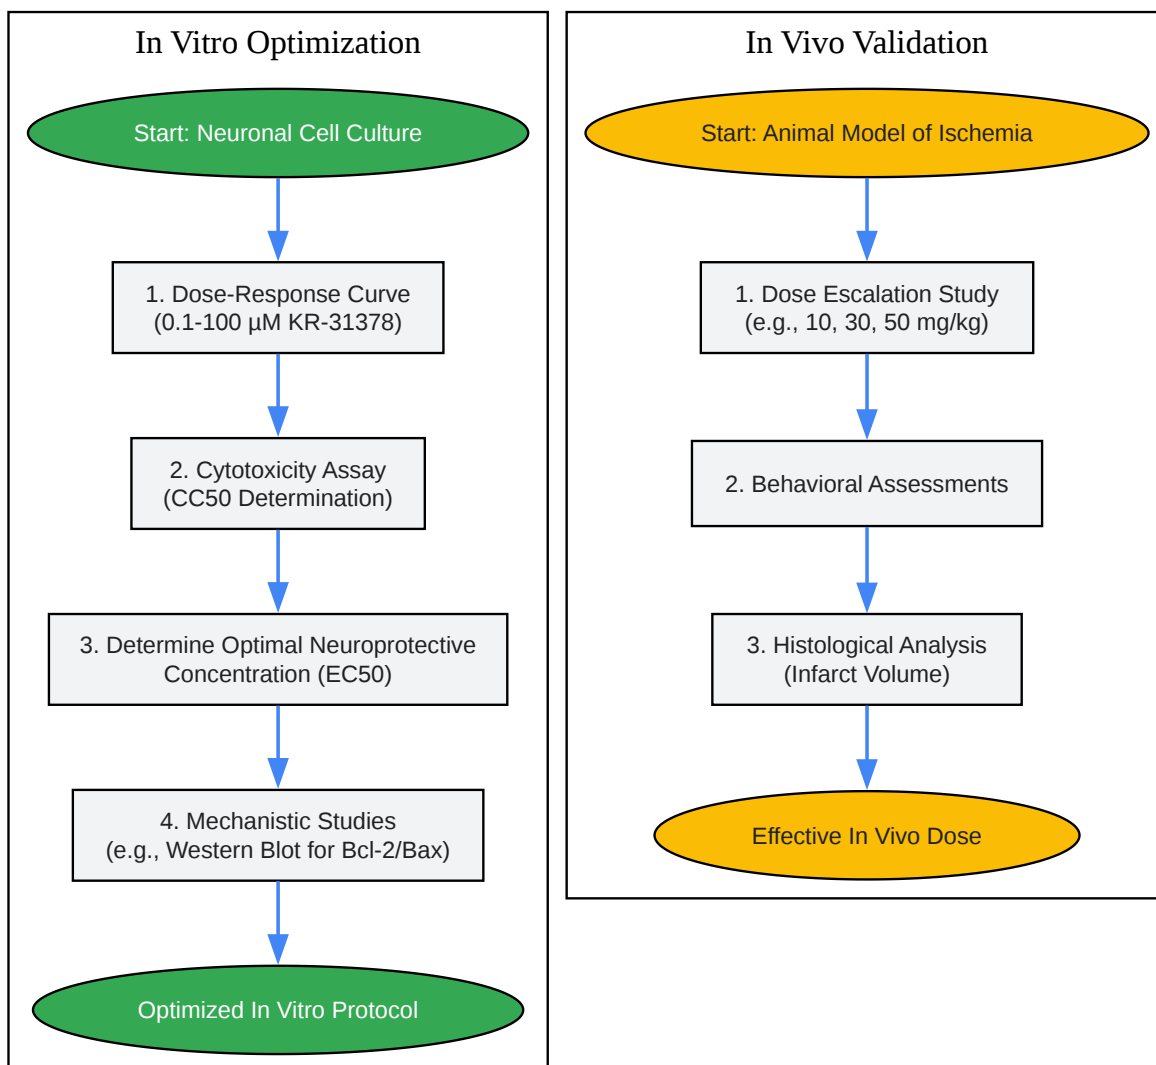 In Vitro Optimization
Start: Neuronal Cell Culture
1. Dose-Response Curve
(0.1-100 µM KR-31378)
2. Cytotoxicity Assay
(CC50 Determination)
3. Determine Optimal Neuroprotective
Concentration (EC50)
4. Mechanistic Studies
(e.g., Western Blot for Bcl-2/Bax)
Optimized In Vitro Protocol
In Vivo Validation
Start: Animal Model of Ischemia
1. Dose Escalation Study
(e.g., 10, 30, 50 mg/kg)
2. Behavioral Assessments
3. Histological Analysis
(Infarct Volume)
Effective In Vivo Dose